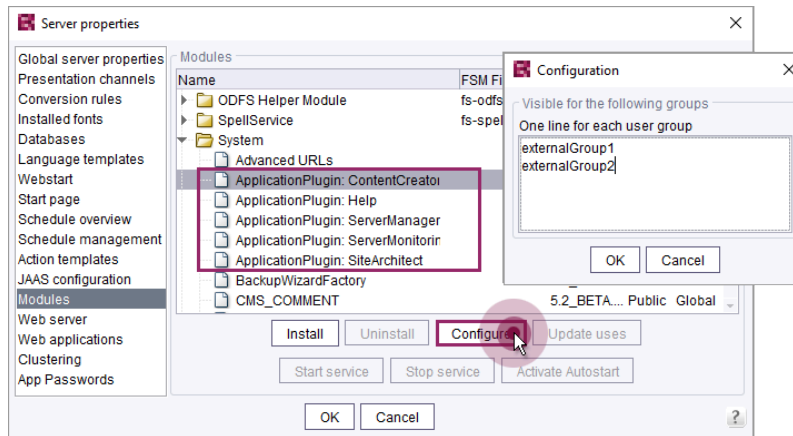 Server properties
Global server properties
Presentation channels
Conversion rules
Installed fonts
Databases
Language templates
Webstart
Start page
Schedule overview
Schedule management
Action templates
JAAS configuration
Modules
Web server
Web applications
Clustering
App Passwords
Modules
Name FSM Fi
ODFS Helper Module fs-odfs
SpellService fs-spel
System
Advanced URLs
ApplicationPlugin: ContentCreator
ApplicationPlugin: Help
ApplicationPlugin: ServerManager
ApplicationPlugin: ServerMonitorin
ApplicationPlugin: SiteArchitect
BackupWizardFactory
CMS_COMMENT 5.2_BETA.... Public Global
Install Uninstall Configure Update uses
Start service Stop service Activate Autostart
OK Cancel ?
Configuration
Visible for the following groups
One line for each user group
externalGroup1
externalGroup2
OK Cancel